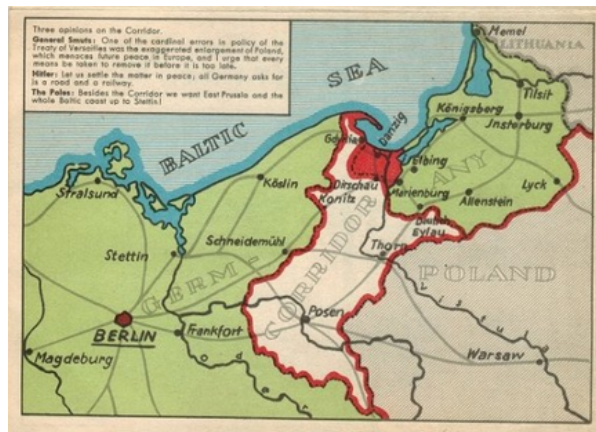 Three opinions on the Corridor.
General Smuts: One of the cardinal errors in policy of the
Treaty of Versailles was the exaggerated enlargement of Poland,
which menaces future peace in Europe, and I urge that every
means be taken to remove it before it is too late.
Hitler: Let us settle the matter in peace; all Germany asks for
is a road and a railway.
The Poles: Besides the Corridor we want East Prussia and the
whole Baltic coast up to Stettin!
Memel
LITHUANIA
BALTIC SEA
Tilsit
Königsberg
Jnsterburg
Gdynia
Danzig
Elbing
Stralsund
Köslin
Dirschau
Marienburg
Lyck
Konitz
Allenstein
Deutsch
Eylau
Stettin
Schneidemühl
Thorn
GERMANY
CORRIDOR
POLAND
Vistula
Posen
BERLIN
Frankfort
Oder
Magdeburg
Warsaw